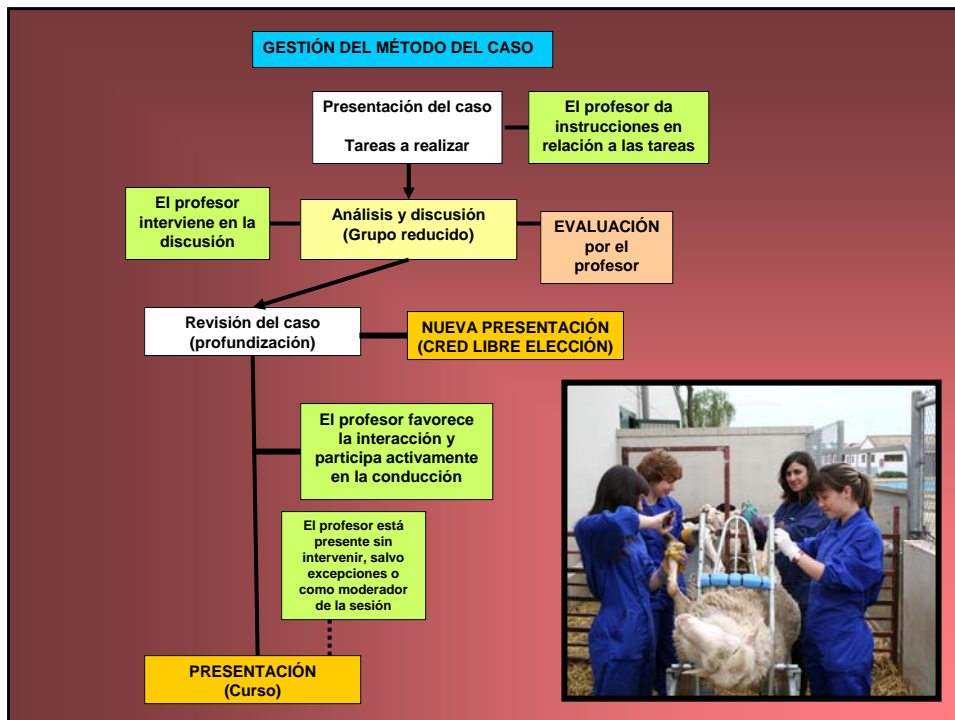 GESTIÓN DEL MÉTODO DEL CASO
Presentación del caso
Tareas a realizar
El profesor da
instrucciones en
relación a las tareas
El profesor
interviene en la
discusión
Análisis y discusión
(Grupo reducido)
EVALUACIÓN
por el
profesor
Revisión del caso
(profundización)
NUEVA PRESENTACIÓN
(CRED LIBRE ELECCIÓN)
El profesor favorece
la interacción y
participa activamente
en la conducción
El profesor está
presente sin
intervenir, salvo
excepciones o
como moderador
de la sesión
PRESENTACIÓN
(Curso)